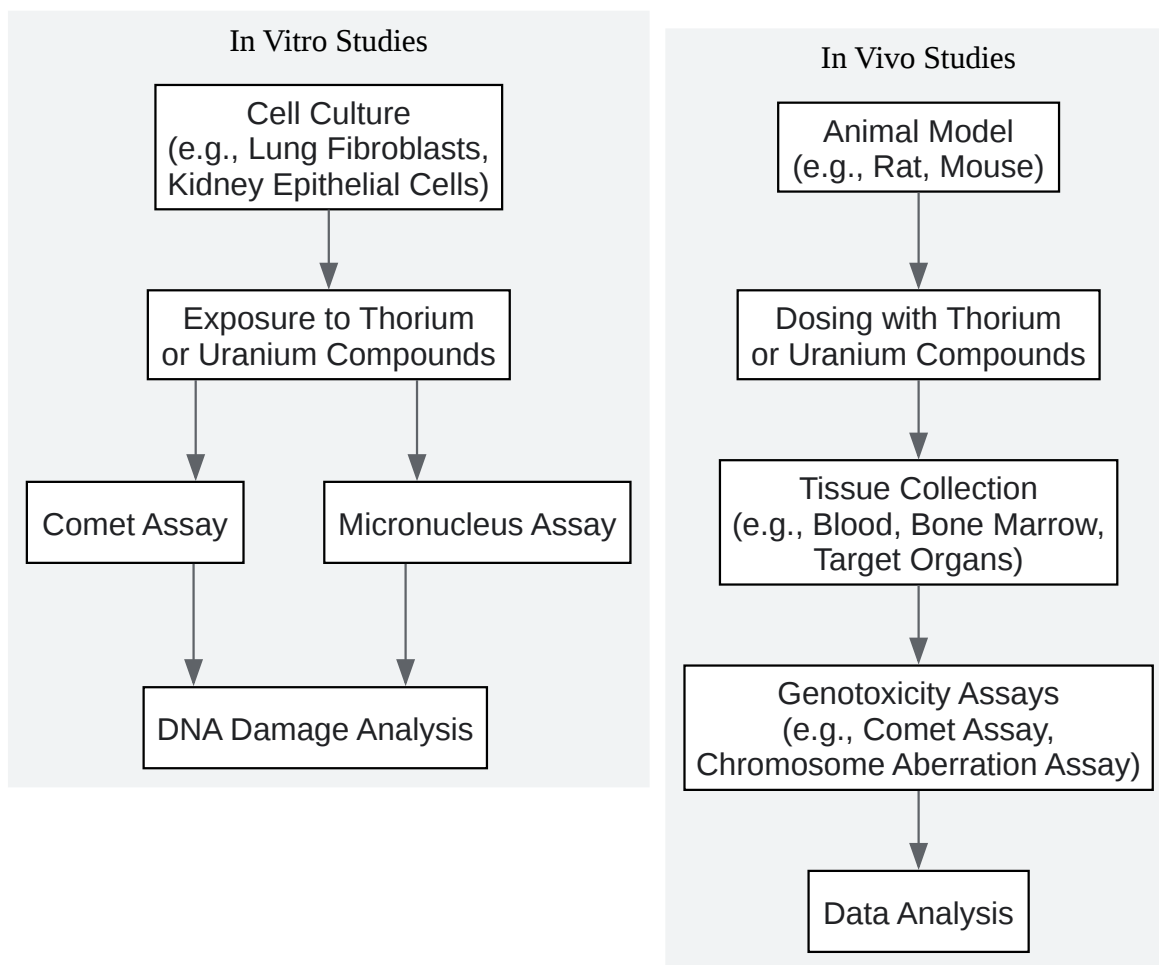 In Vitro Studies
Cell Culture
(e.g., Lung Fibroblasts,
Kidney Epithelial Cells)
Exposure to Thorium
or Uranium Compounds
Comet Assay
Micronucleus Assay
DNA Damage Analysis
In Vivo Studies
Animal Model
(e.g., Rat, Mouse)
Dosing with Thorium
or Uranium Compounds
Tissue Collection
(e.g., Blood, Bone Marrow,
Target Organs)
Genotoxicity Assays
(e.g., Comet Assay,
Chromosome Aberration Assay)
Data Analysis